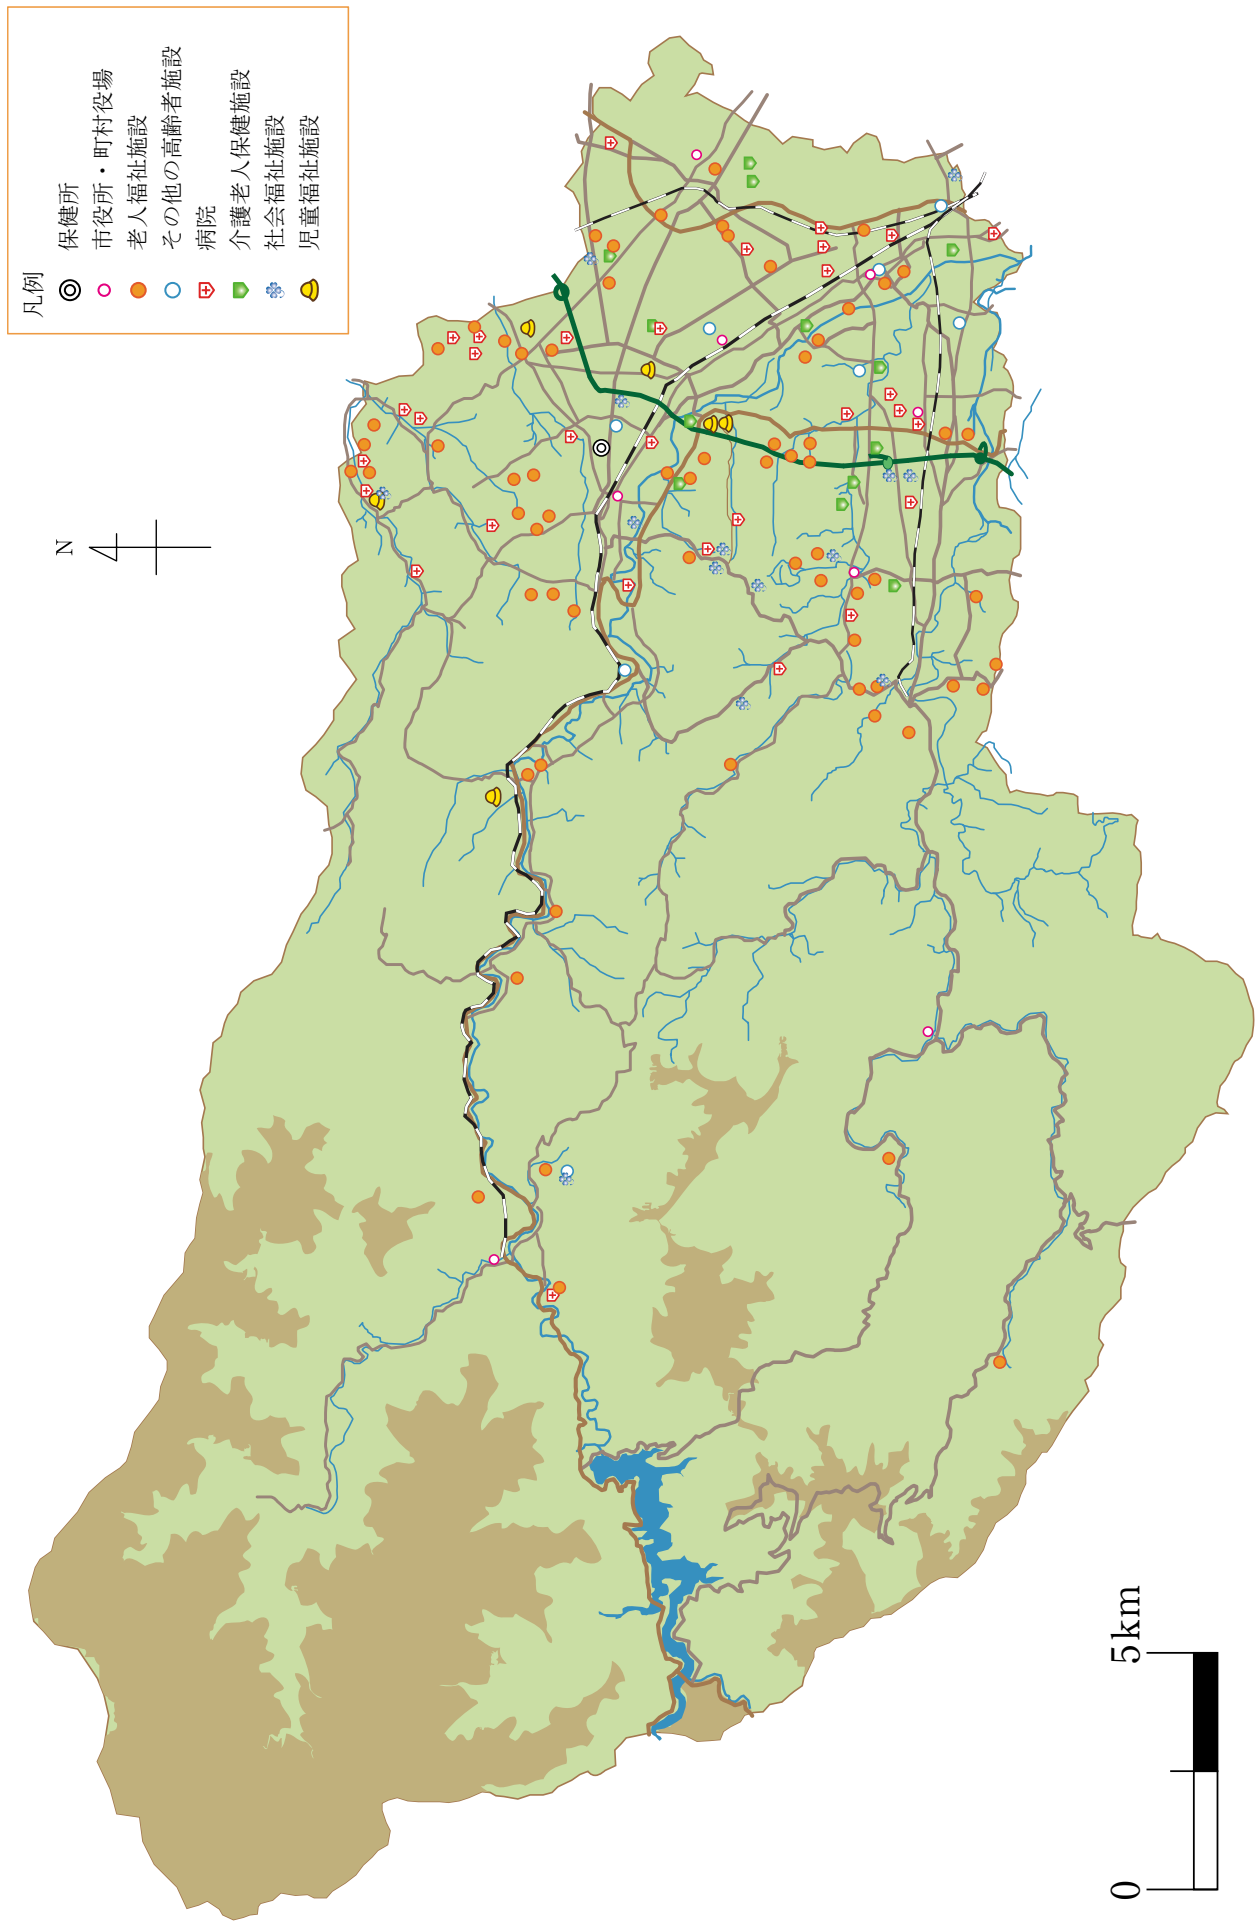 凡例
保健所
市役所・町村役場
老人福祉施設
その他の高齢者施設
病院
介護老人保健施設
社会福祉施設
児童福祉施設
N
0
5km